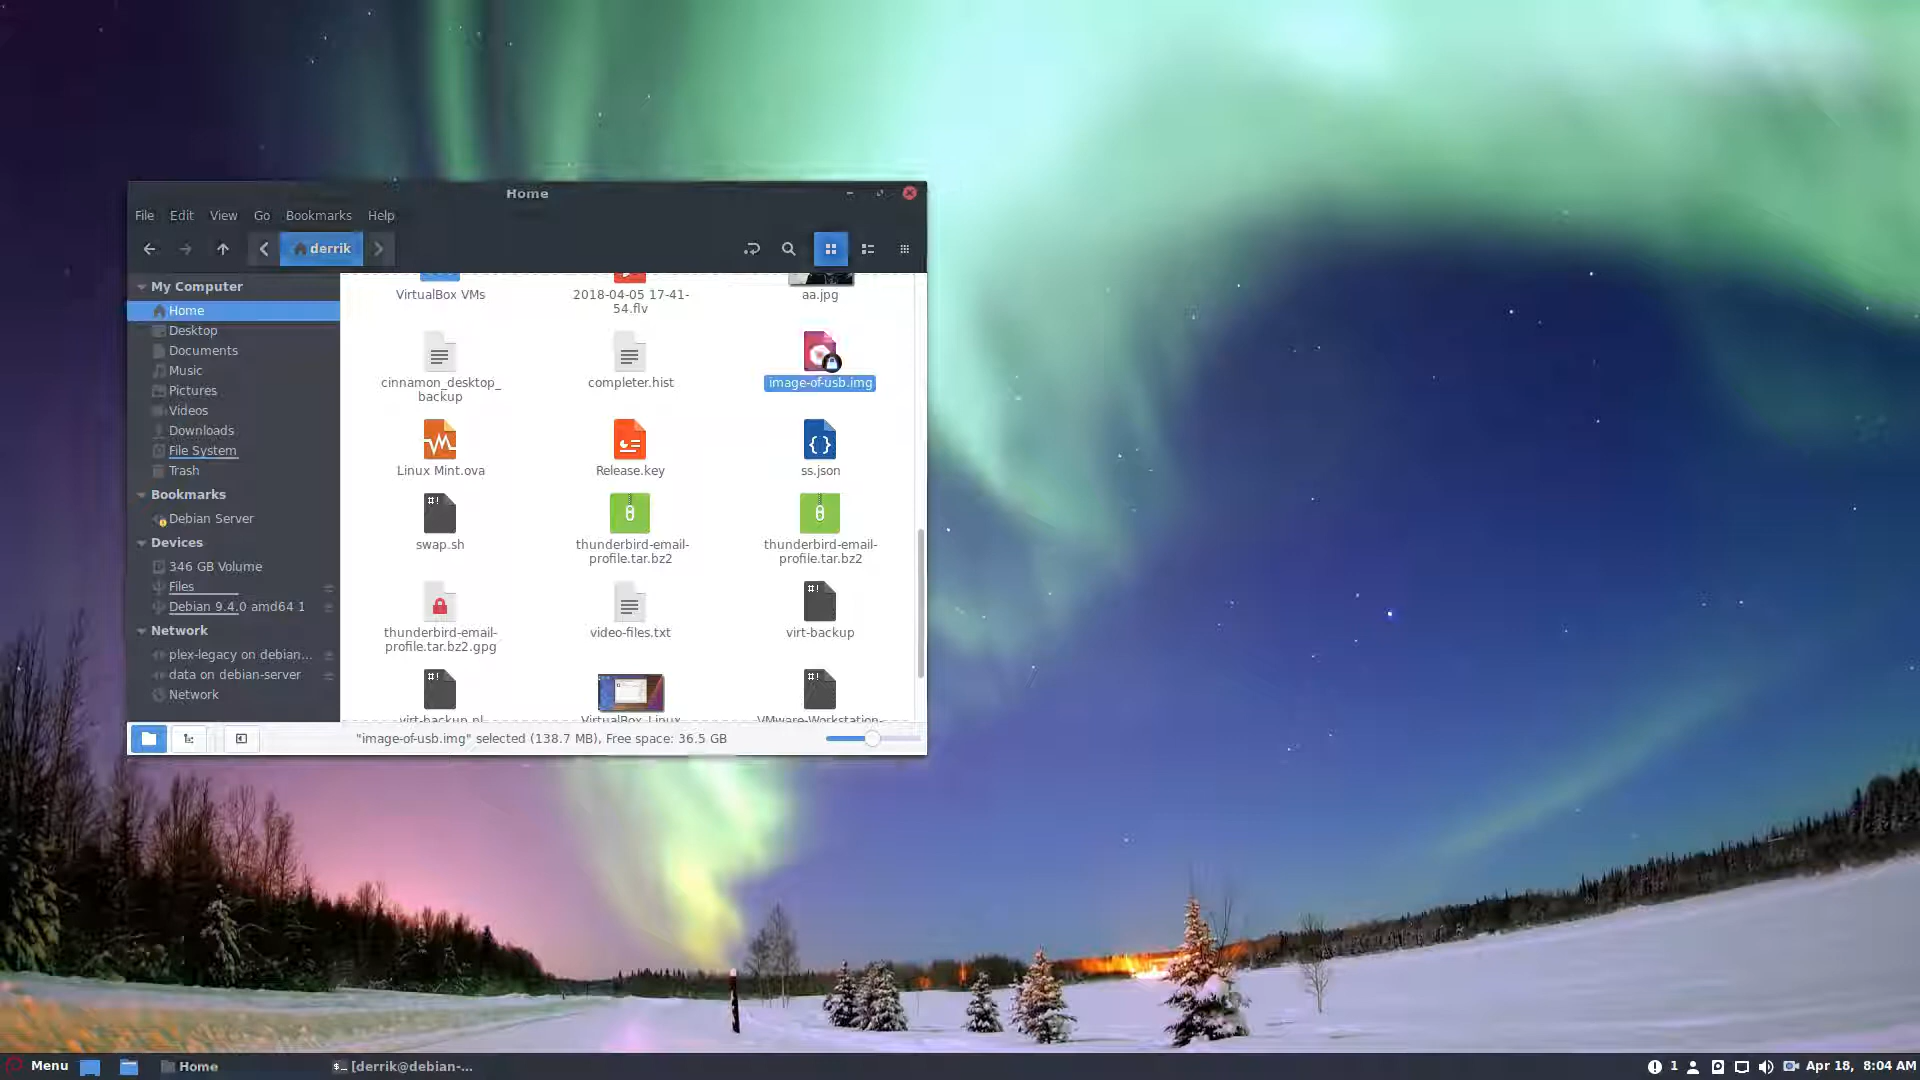 Home
File Edit View Go Bookmarks Help
derrik
My Computer
Home
Desktop
Documents
Music
Pictures
Videos
Downloads
File System
Trash
Bookmarks
Debian Server
Devices
346 GB Volume
Files
Debian 9.4.0 amd64 1
Network
plex-legacy on debian...
data on debian-server
Network
VirtualBox VMs
2018-04-05 17-41-
54.flv
aa.jpg
cinnamon_desktop_
backup
completer.hist
image-of-usb.img
Linux Mint.ova
Release.key
ss.json
swap.sh
thunderbird-email-
profile.tar.bz2
thunderbird-email-
profile.tar.bz2
thunderbird-email-
profile.tar.bz2.gpg
video-files.txt
virt-backup
virt-backup.pl
VirtualBox_Linux
VMware-Workstation-
"image-of-usb.img" selected (138.7 MB), Free space: 36.5 GB
Menu
Home
[derrik@debian-...
1
Apr 18, 8:04 AM